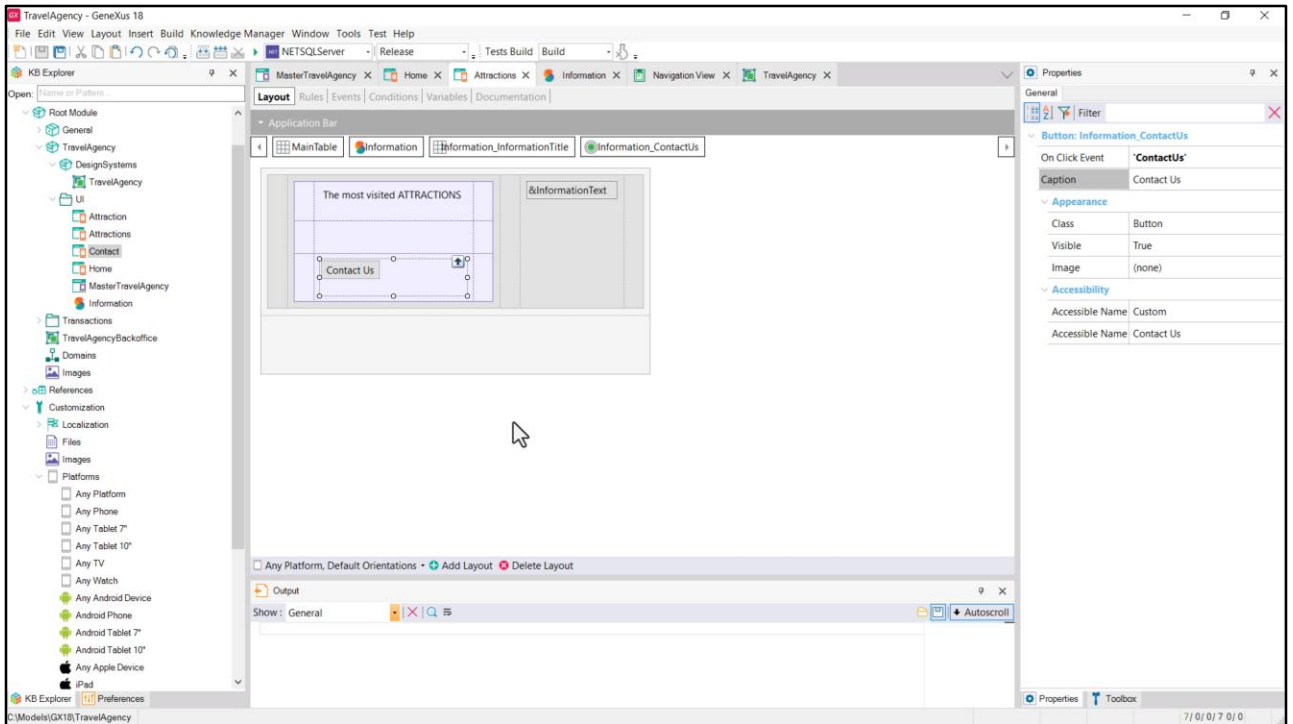 TravelAgency - GeneXus 18
File Edit View Layout Insert Build Knowledge Manager Window Tools Test Help
NETSQLServer Release Tests Build Build
KB Explorer
Open: Name or Pattern...
Root Module
General
TravelAgency
DesignSystems
TravelAgency
UI
Attraction
Attractions
Contact
Home
MasterTravelAgency
Information
Transactions
TravelAgencyBackoffice
Domains
Images
References
Customization
Localization
Files
Images
Platforms
Any Platform
Any Phone
Any Tablet 7"
Any Tablet 10"
Any TV
Any Watch
Any Android Device
Android Phone
Android Tablet 7"
Android Tablet 10"
Any Apple Device
iPad
KB Explorer Preferences
C:\Models\GX18\TravelAgency
MasterTravelAgency X Home X Attractions X Information X Navigation View X TravelAgency X
Layout Rules Events Conditions Variables Documentation
Application Bar
MainTable Information Information_InformationTitle Information_ContactUs
The most visited ATTRACTIONS
&InformationText
Contact Us
Any Platform, Default Orientations Add Layout Delete Layout
Output
Show: General Autoscroll
Properties
General
Filter
Button: Information_ContactUs
On Click Event 'ContactUs'
Caption Contact Us
Appearance
Class Button
Visible True
Image (none)
Accessibility
Accessible Name Custom
Accessible Name Contact Us
Properties Toolbox
7/ 0/ 0/ 7 0/ 0